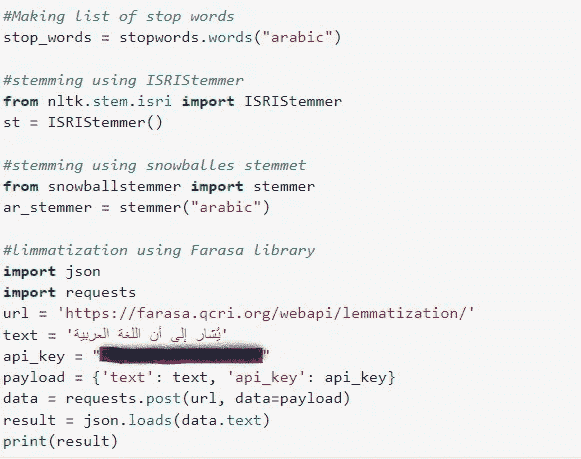 #Making list of stop words
stop_words = stopwords.words("arabic")
#stemming using ISRIStemmer
from nltk.stem.isri import ISRIStemmer
st = ISRIStemmer()
#stemming using snowballes stemmet
from snowballstemmer import stemmer
ar_stemmer = stemmer("arabic")
#limmatization using Farasa library
import json
import requests
url = 'https://farasa.qcri.org/webapi/lemmatization/'
text = 'يُشار إلى أن اللغة العربية'
api_key = ""
payload = {'text': text, 'api_key': api_key}
data = requests.post(url, data=payload)
result = json.loads(data.text)
print(result)